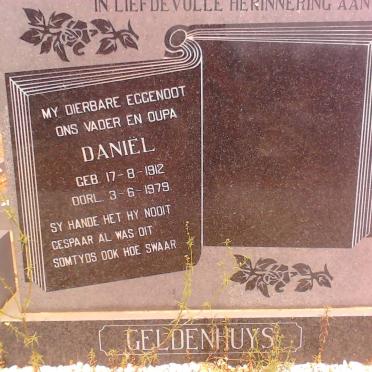 IN LIEFDEVOLLE HERINNERING AAN
MY DIERBARE EGGENOOT
ONS VADER EN OUPA
DANIËL
GEB 17-8-1912
OORL 3-6-1979
SY HANDE HET HY NOOIT
GESPAAR AL WAS DIT
SOMTYDS OOK HOE SWAAR
GELDENHUYS